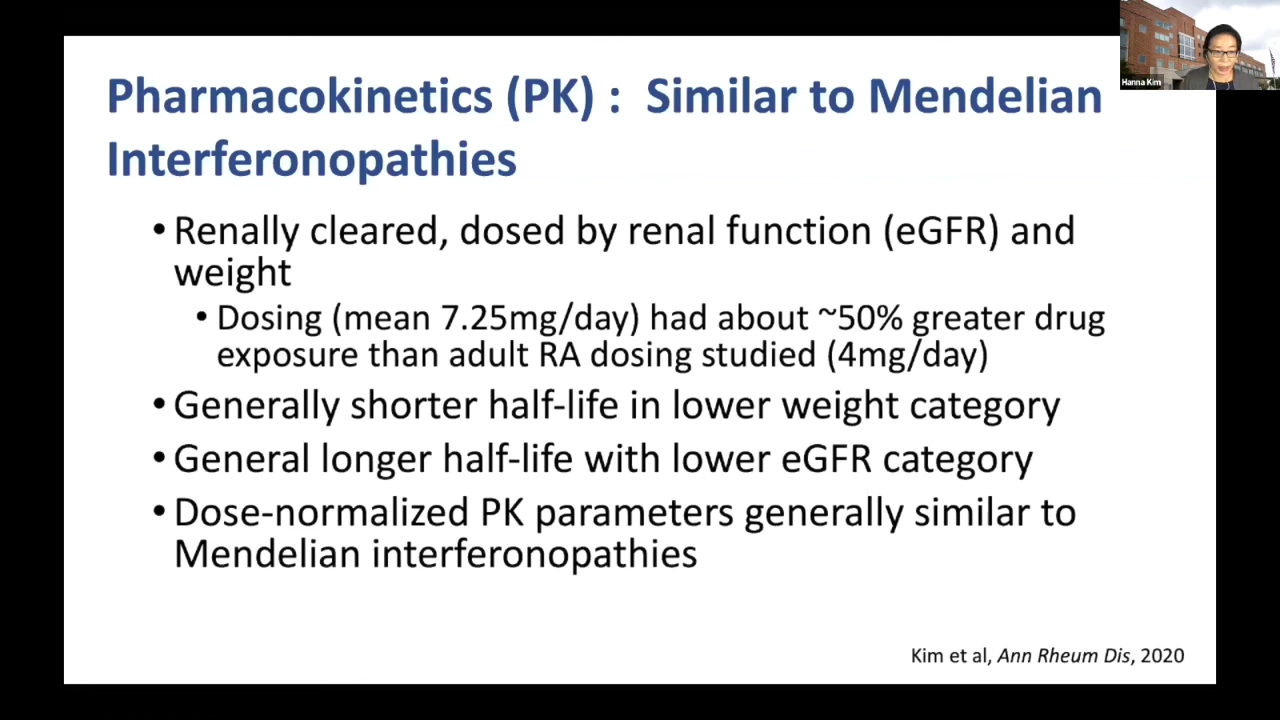 Pharmacokinetics (PK) :  Similar to Mendelian
Interferonopathies
• Renally cleared, dosed by renal function (eGFR) and
weight
• Dosing (mean 7.25mg/day) had about ~50% greater drug
exposure than adult RA dosing studied (4mg/day)
• Generally shorter half-life in lower weight category
• General longer half-life with lower eGFR category
• Dose-normalized PK parameters generally similar to
Mendelian interferonopathies
Kim et al, Ann Rheum Dis, 2020
Hanna Kim